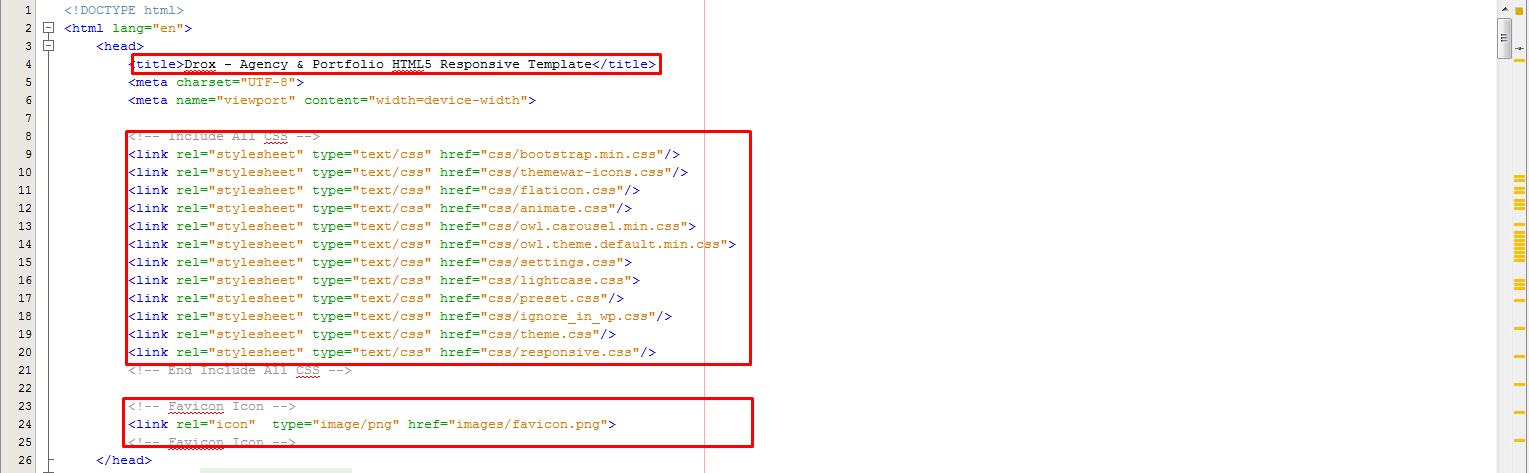 1 <!DOCTYPE html>
2 <html lang="en">
3 <head>
4 <title>Drox - Agency & Portfolio HTML5 Responsive Template</title>
5 <meta charset="UTF-8">
6 <meta name="viewport" content="width=device-width">
7
8 <!-- Include All CSS -->
9 <link rel="stylesheet" type="text/css" href="css/bootstrap.min.css"/>
10 <link rel="stylesheet" type="text/css" href="css/themewar-icons.css"/>
11 <link rel="stylesheet" type="text/css" href="css/flaticon.css"/>
12 <link rel="stylesheet" type="text/css" href="css/animate.css"/>
13 <link rel="stylesheet" type="text/css" href="css/owl.carousel.min.css">
14 <link rel="stylesheet" type="text/css" href="css/owl.theme.default.min.css">
15 <link rel="stylesheet" type="text/css" href="css/settings.css">
16 <link rel="stylesheet" type="text/css" href="css/lightcase.css">
17 <link rel="stylesheet" type="text/css" href="css/preset.css"/>
18 <link rel="stylesheet" type="text/css" href="css/ignore_in_wp.css"/>
19 <link rel="stylesheet" type="text/css" href="css/theme.css"/>
20 <link rel="stylesheet" type="text/css" href="css/responsive.css"/>
21 <!-- End Include All CSS -->
22
23 <!-- Favicon Icon -->
24 <link rel="icon"  type="image/png" href="images/favicon.png">
25 <!-- Favicon Icon -->
26 </head>